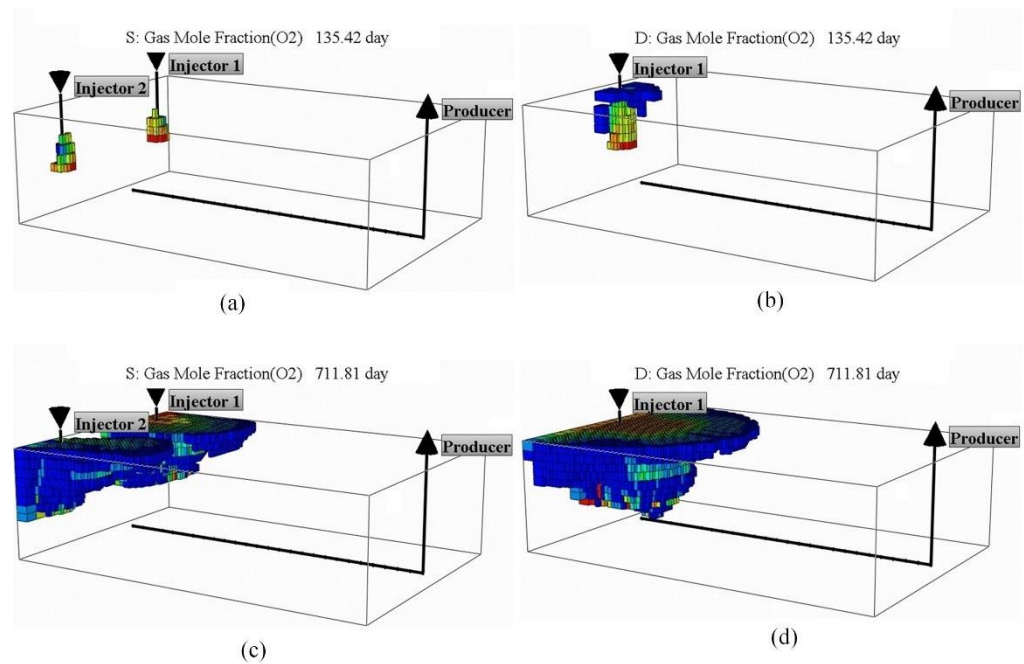 S: Gas Mole Fraction(O2) 135.42 day
Injector 1
Injector 2
Producer
(a)
D: Gas Mole Fraction(O2) 135.42 day
Injector 1
Producer
(b)
S: Gas Mole Fraction(O2) 711.81 day
Injector 1
Injector 2
Producer
(c)
D: Gas Mole Fraction(O2) 711.81 day
Injector 1
Producer
(d)